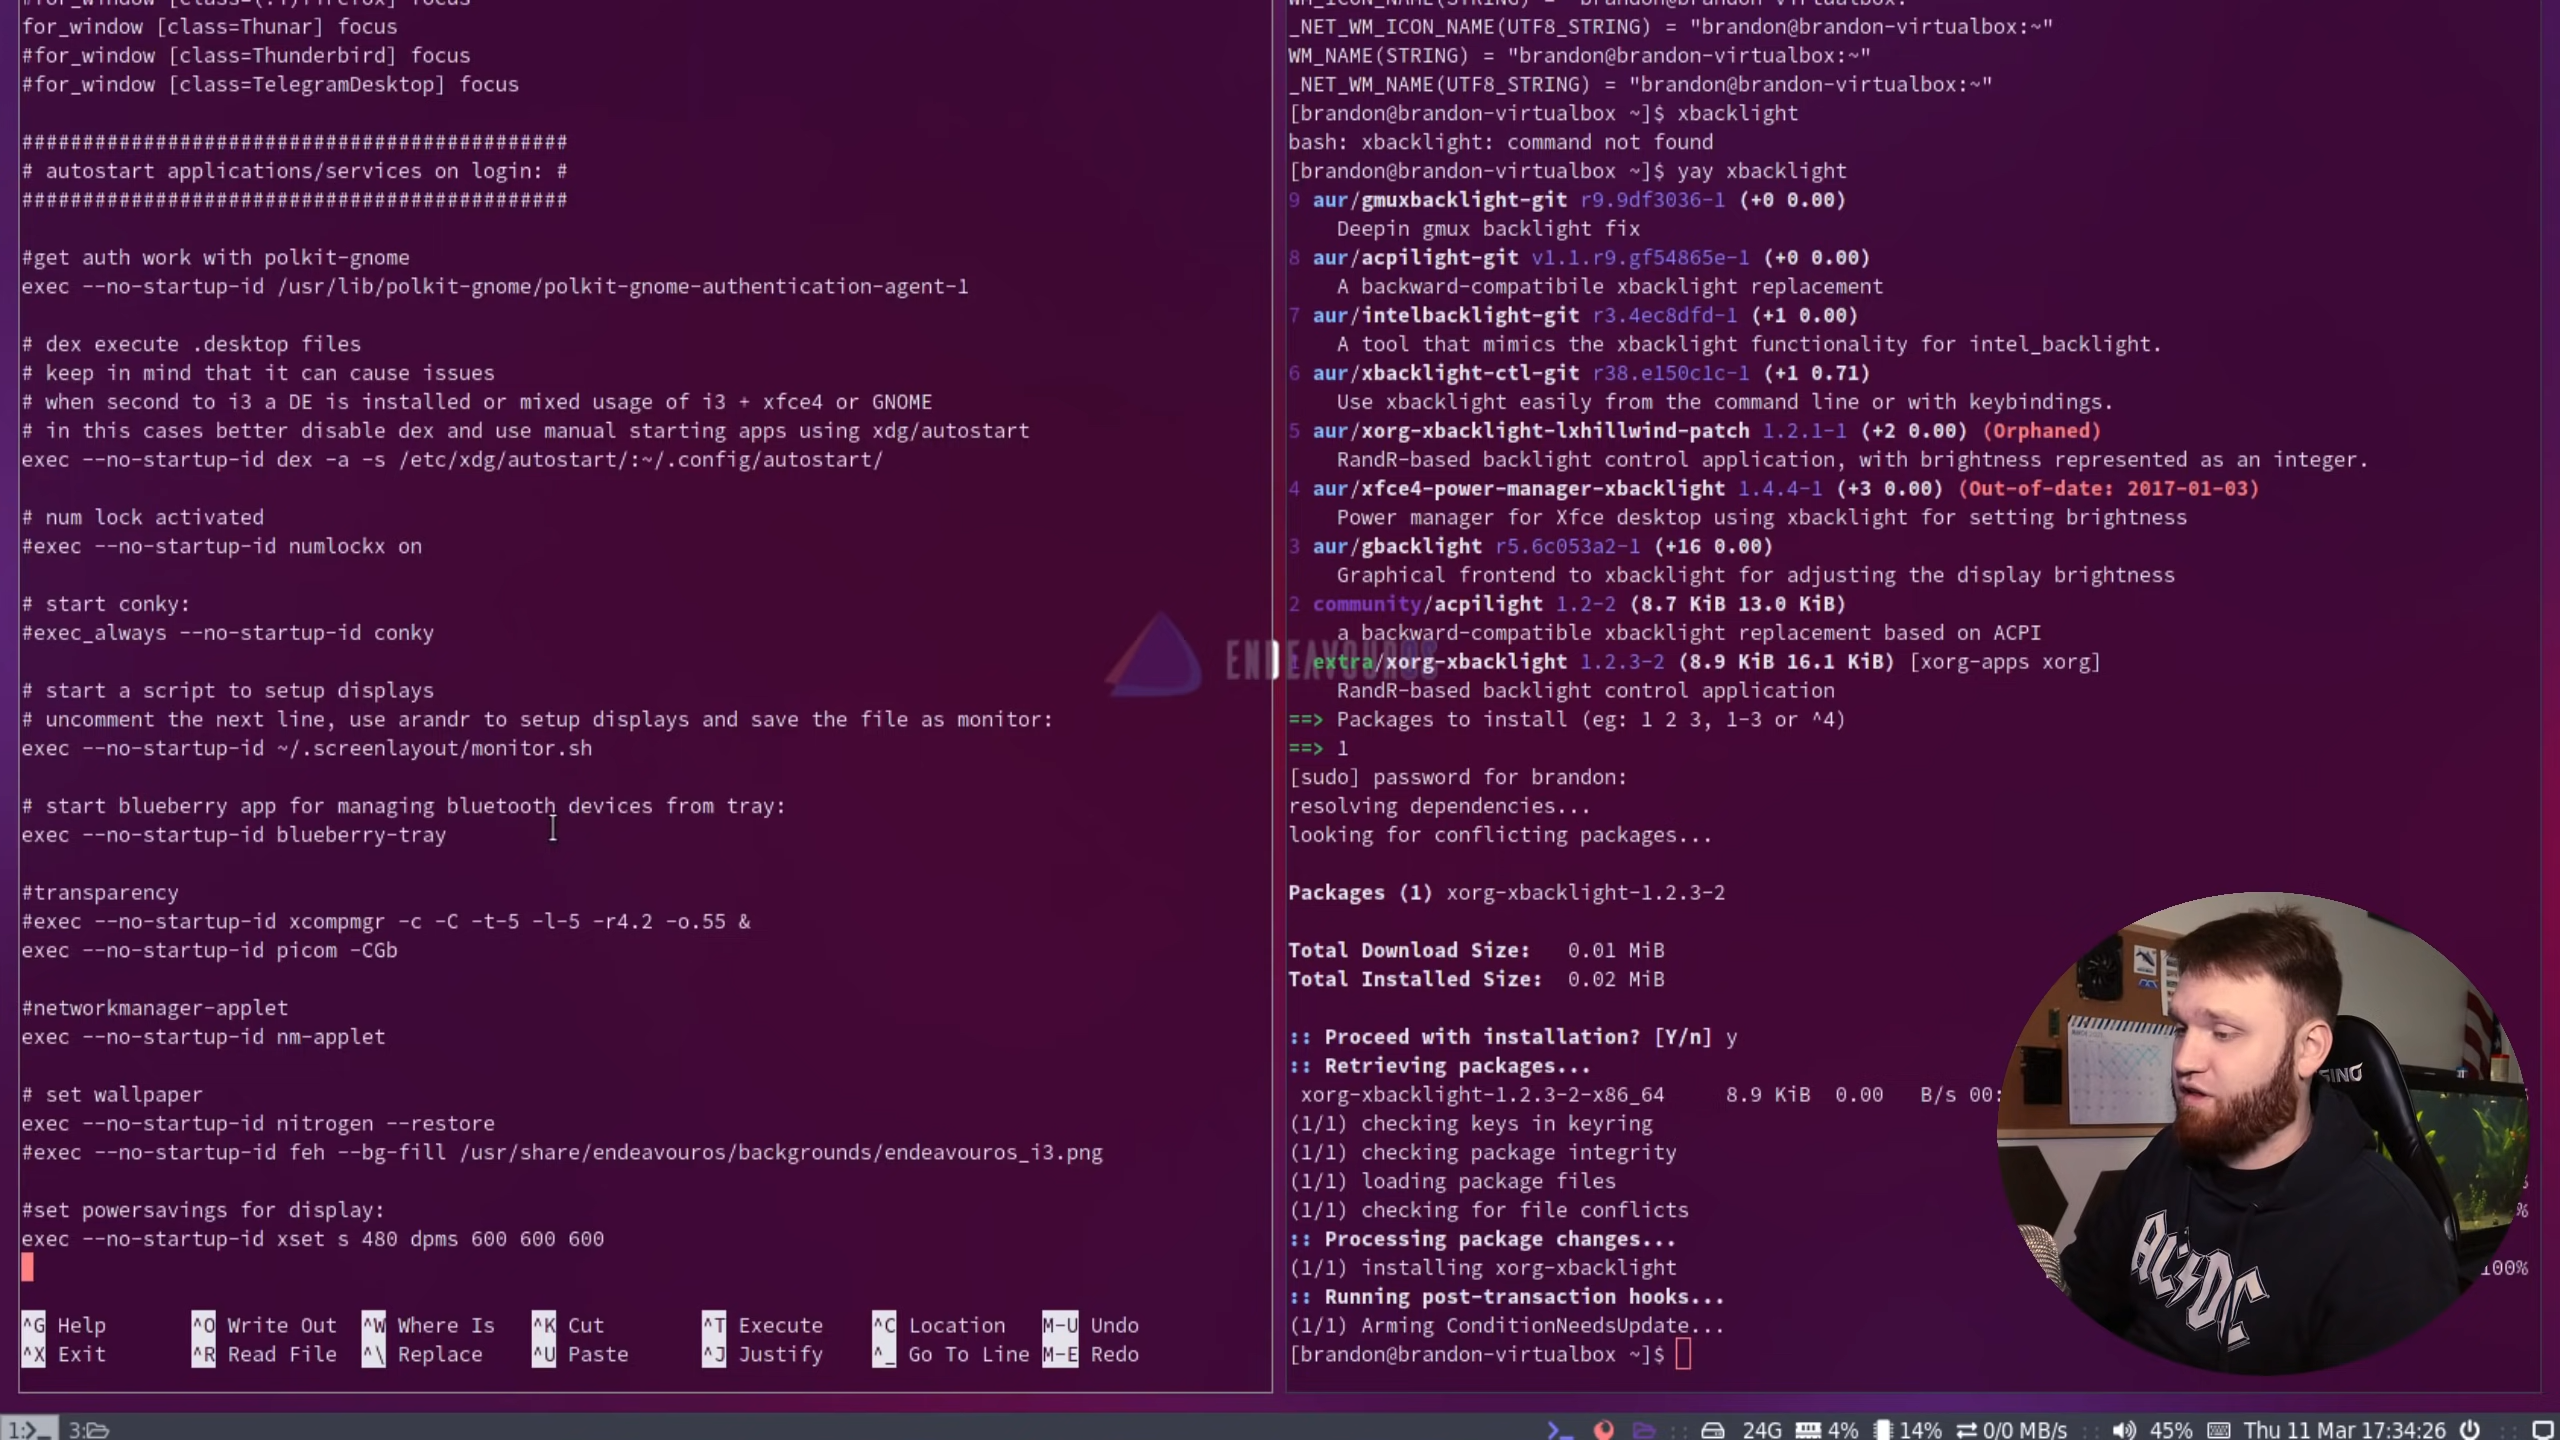 #for_window [class=(.?)Firefox] focus
for_window [class=Thunar] focus
#for_window [class=Thunderbird] focus
#for_window [class=TelegramDesktop] focus
#############################################
# autostart applications/services on login: #
#############################################
#get auth work with polkit-gnome
exec --no-startup-id /usr/lib/polkit-gnome/polkit-gnome-authentication-agent-1
# dex execute .desktop files
# keep in mind that it can cause issues
# when second to i3 a DE is installed or mixed usage of i3 + xfce4 or GNOME
# in this cases better disable dex and use manual starting apps using xdg/autostart
exec --no-startup-id dex -a -s /etc/xdg/autostart/:~/.config/autostart/
# num lock activated
#exec --no-startup-id numlockx on
# start conky:
#exec_always --no-startup-id conky
# start a script to setup displays
# uncomment the next line, use arandr to setup displays and save the file as monitor:
exec --no-startup-id ~/.screenlayout/monitor.sh
# start blueberry app for managing bluetooth devices from tray:
exec --no-startup-id blueberry-tray
#transparency
#exec --no-startup-id xcompmgr -c -C -t-5 -l-5 -r4.2 -o.55 &
exec --no-startup-id picom -CGb
#networkmanager-applet
exec --no-startup-id nm-applet
# set wallpaper
exec --no-startup-id nitrogen --restore
#exec --no-startup-id feh --bg-fill /usr/share/endeavouros/backgrounds/endeavouros_i3.png
#set powersavings for display:
exec --no-startup-id xset s 480 dpms 600 600 600
^G Help ^O Write Out ^W Where Is ^K Cut ^T Execute ^C Location M-U Undo
^X Exit ^R Read File ^\ Replace ^U Paste ^J Justify ^_ Go To Line M-E Redo
WM_ICON_NAME(STRING) = "brandon@brandon-virtualbox:~"
_NET_WM_ICON_NAME(UTF8_STRING) = "brandon@brandon-virtualbox:~"
WM_NAME(STRING) = "brandon@brandon-virtualbox:~"
_NET_WM_NAME(UTF8_STRING) = "brandon@brandon-virtualbox:~"
[brandon@brandon-virtualbox ~]$ xbacklight
bash: xbacklight: command not found
[brandon@brandon-virtualbox ~]$ yay xbacklight
9 aur/gmuxbacklight-git r9.9df3036-1 (+0 0.00)
Deepin gmux backlight fix
8 aur/acpilight-git v1.1.r9.gf54865e-1 (+0 0.00)
A backward-compatibile xbacklight replacement
7 aur/intelbacklight-git r3.4ec8dfd-1 (+1 0.00)
A tool that mimics the xbacklight functionality for intel_backlight.
6 aur/xbacklight-ctl-git r38.e150c1c-1 (+1 0.71)
Use xbacklight easily from the command line or with keybindings.
5 aur/xorg-xbacklight-lxhillwind-patch 1.2.1-1 (+2 0.00) (Orphaned)
RandR-based backlight control application, with brightness represented as an integer.
4 aur/xfce4-power-manager-xbacklight 1.4.4-1 (+3 0.00) (Out-of-date: 2017-01-03)
Power manager for Xfce desktop using xbacklight for setting brightness
3 aur/gbacklight r5.6c053a2-1 (+16 0.00)
Graphical frontend to xbacklight for adjusting the display brightness
2 community/acpilight 1.2-2 (8.7 KiB 13.0 KiB)
a backward-compatible xbacklight replacement based on ACPI
1 extra/xorg-xbacklight 1.2.3-2 (8.9 KiB 16.1 KiB) [xorg-apps xorg]
RandR-based backlight control application
==> Packages to install (eg: 1 2 3, 1-3 or ^4)
==> 1
[sudo] password for brandon:
resolving dependencies...
looking for conflicting packages...
Packages (1) xorg-xbacklight-1.2.3-2
Total Download Size: 0.01 MiB
Total Installed Size: 0.02 MiB
:: Proceed with installation? [Y/n] y
:: Retrieving packages...
xorg-xbacklight-1.2.3-2-x86_64 8.9 KiB 0.00 B/s 00:
(1/1) checking keys in keyring
(1/1) checking package integrity
(1/1) loading package files
(1/1) checking for file conflicts
:: Processing package changes...
(1/1) installing xorg-xbacklight 100%
:: Running post-transaction hooks...
(1/1) Arming ConditionNeedsUpdate...
[brandon@brandon-virtualbox ~]$
ENDEAVOUROS
AC/DC
1: 3: 24G 4% 14% 0/0 MB/s 45% Thu 11 Mar 17:34:26